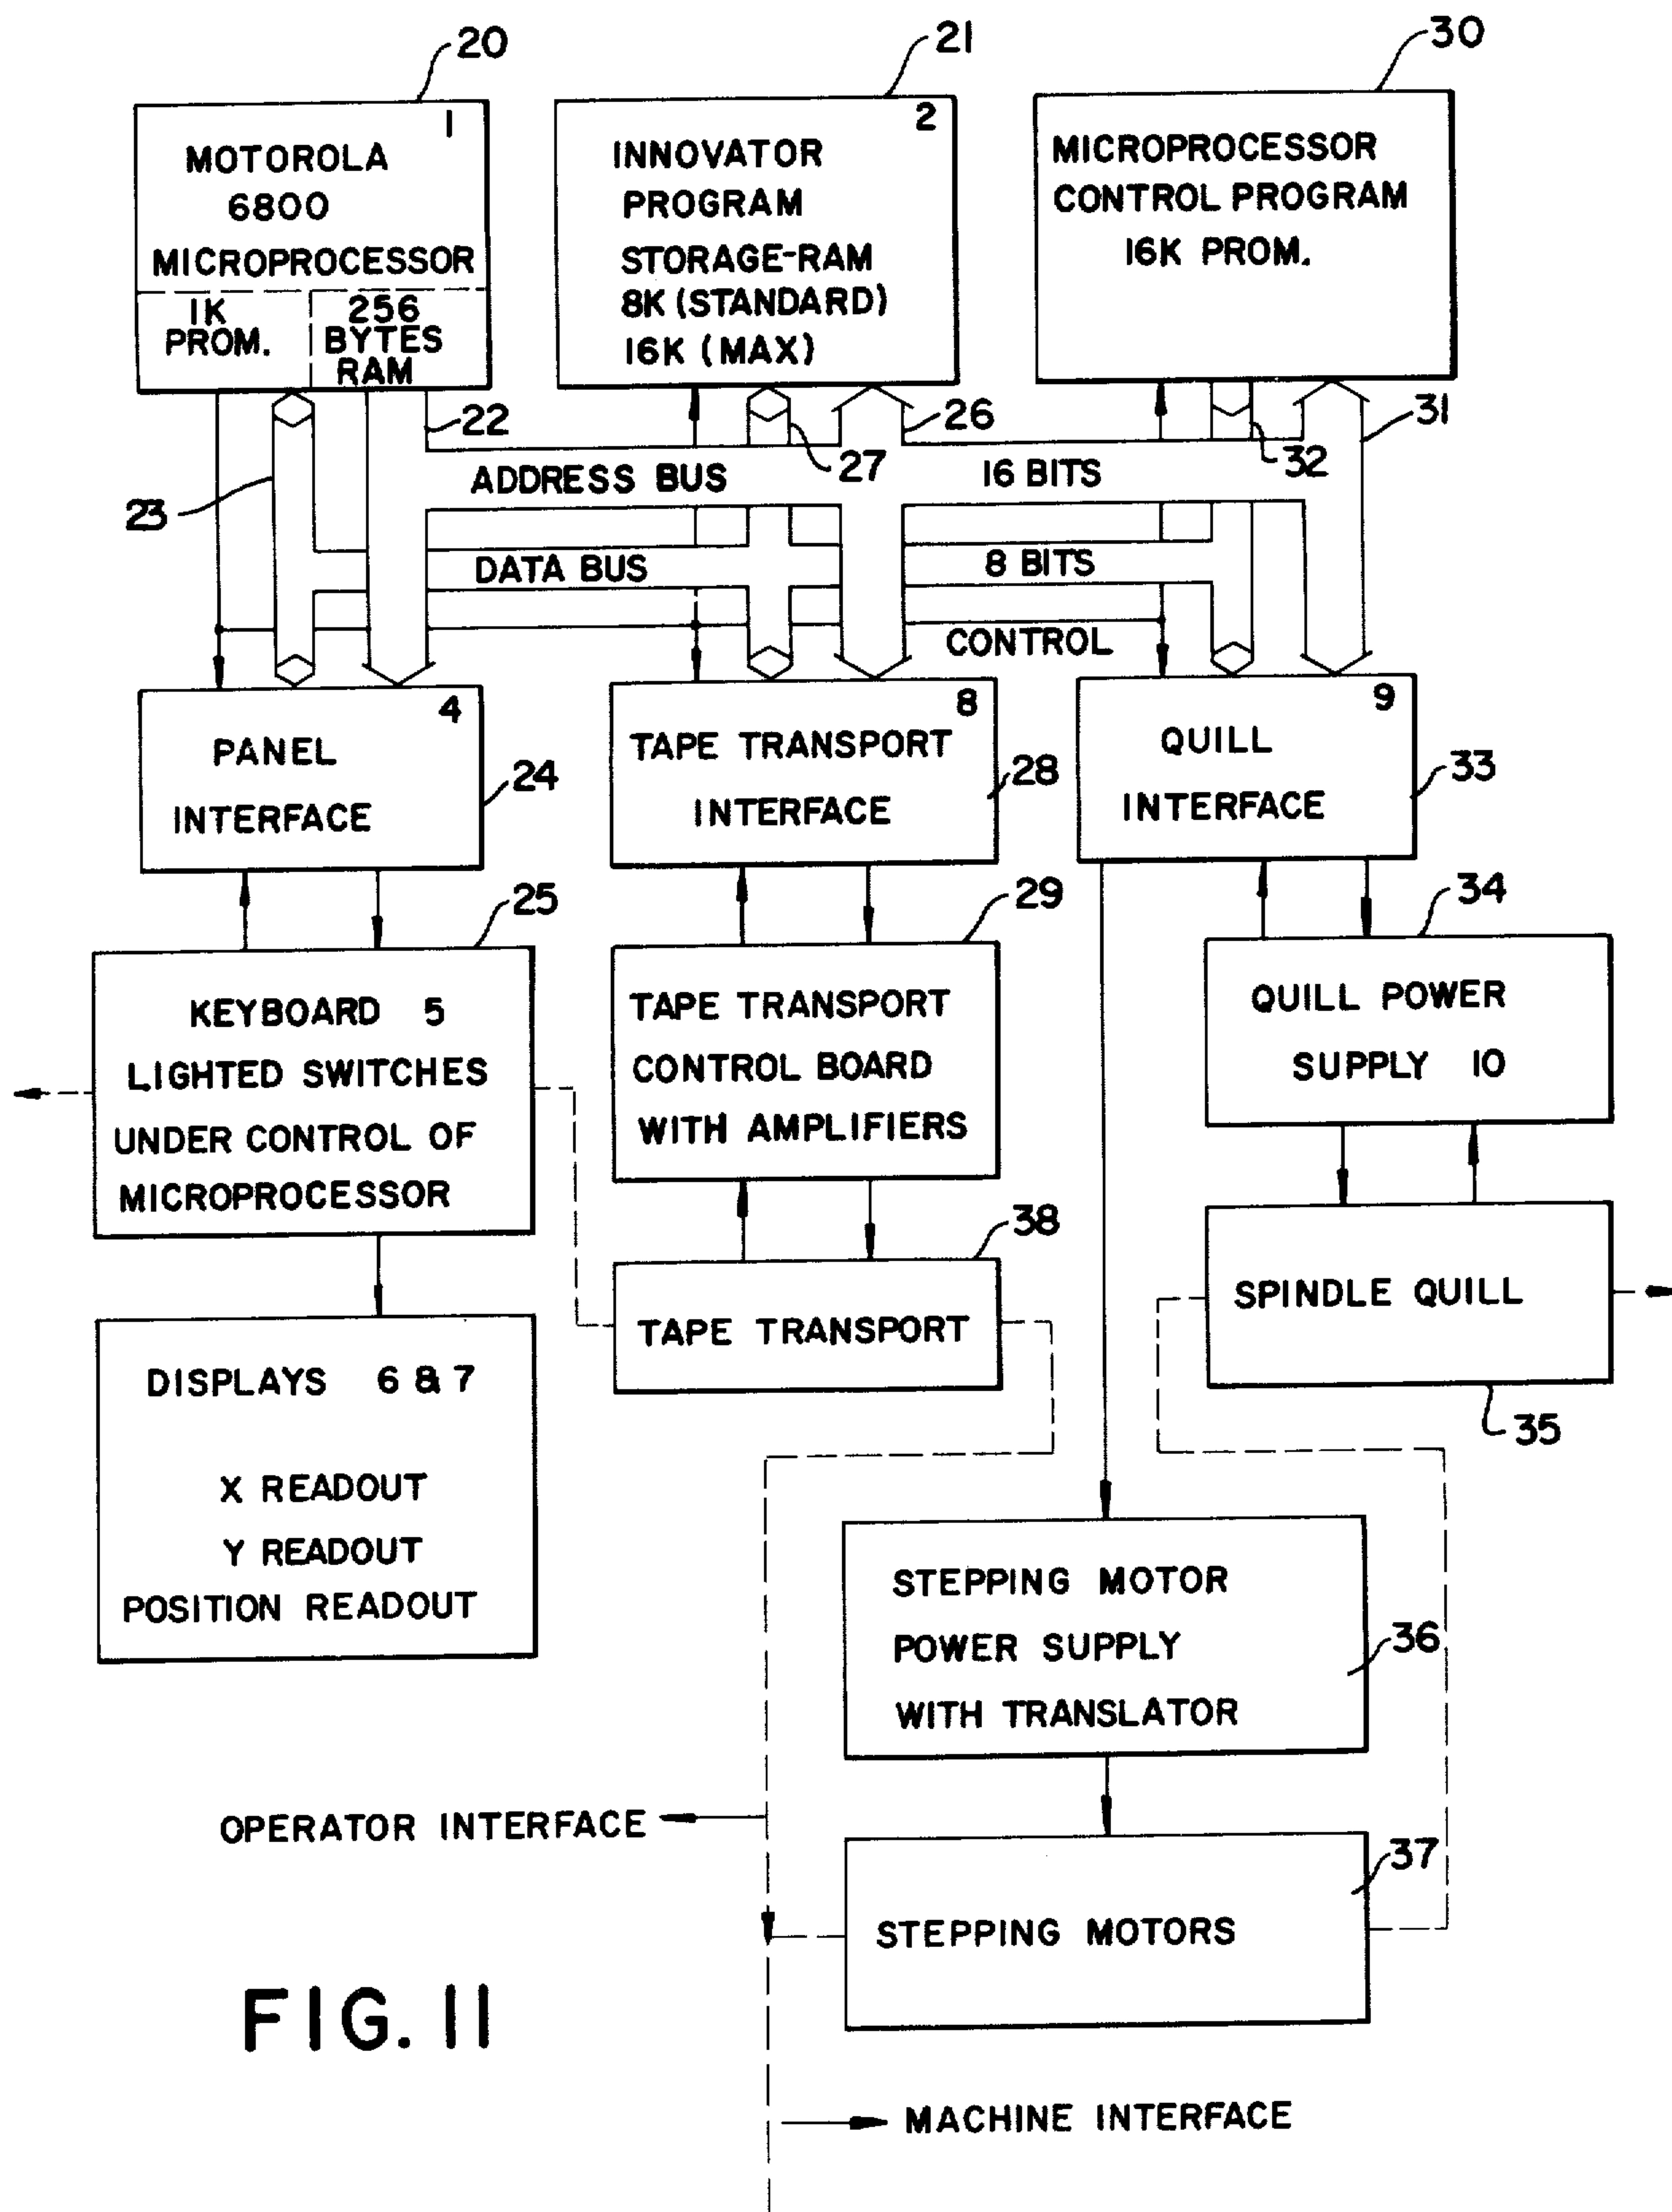 20
21
30
1
MOTOROLA
6800
MICROPROCESSOR
1K
PROM.
256
BYTES
RAM
2
INNOVATOR
PROGRAM
STORAGE-RAM
8K (STANDARD)
16K (MAX)
MICROPROCESSOR
CONTROL PROGRAM
16K PROM.
22
26
27
32
31
23
ADDRESS BUS
16 BITS
DATA BUS
8 BITS
CONTROL
4
PANEL
INTERFACE
24
8
TAPE TRANSPORT
INTERFACE
28
9
QUILL
INTERFACE
33
25
29
34
KEYBOARD 5
LIGHTED SWITCHES
UNDER CONTROL OF
MICROPROCESSOR
TAPE TRANSPORT
CONTROL BOARD
WITH AMPLIFIERS
QUILL POWER
SUPPLY 10
38
TAPE TRANSPORT
SPINDLE QUILL
35
DISPLAYS 6 & 7
X READOUT
Y READOUT
POSITION READOUT
STEPPING MOTOR
POWER SUPPLY
WITH TRANSLATOR
36
OPERATOR INTERFACE
37
STEPPING MOTORS
FIG. 11
MACHINE INTERFACE